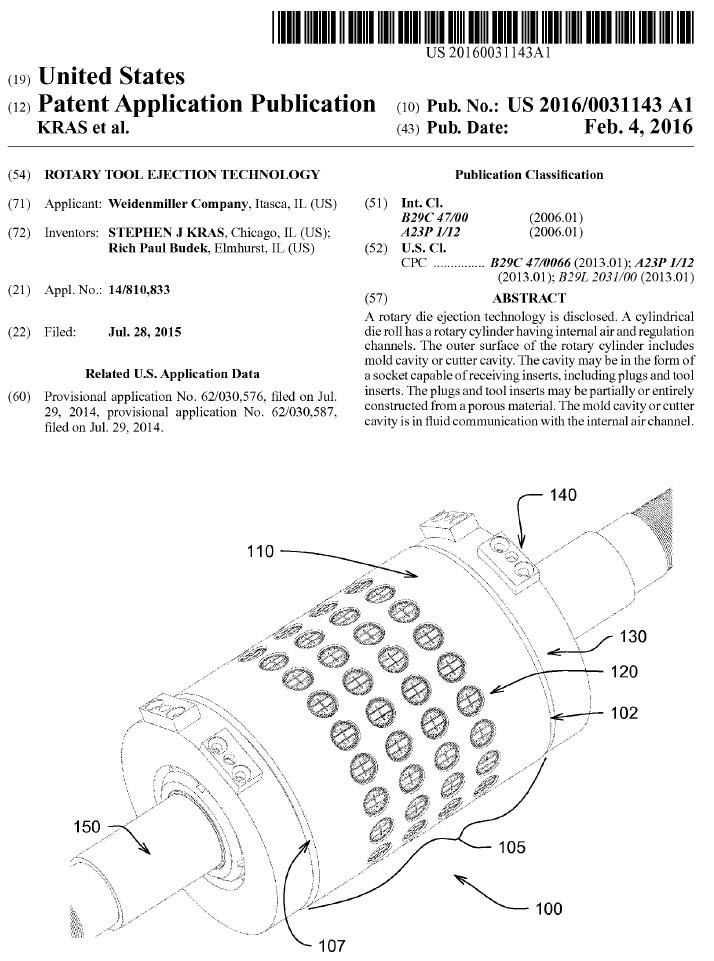 US 20160031143A1
(19) United States
(12) Patent Application Publication
KRAS et al.
(10) Pub. No.: US 2016/0031143 A1
(43) Pub. Date: Feb. 4, 2016
(54) ROTARY TOOL EJECTION TECHNOLOGY
(71) Applicant: Weidenmiller Company, Itasca, IL (US)
(72) Inventors: STEPHEN J KRAS, Chicago, IL (US);
Rich Paul Budek, Elmhurst, IL (US)
(21) Appl. No.: 14/810,833
(22) Filed: Jul. 28, 2015
Related U.S. Application Data
(60) Provisional application No. 62/030,576, filed on Jul.
29, 2014, provisional application No. 62/030,587,
filed on Jul. 29, 2014.
Publication Classification
(51) Int. Cl.
B29C 47/00 (2006.01)
A23P 1/12 (2006.01)
(52) U.S. Cl.
CPC ............... B29C 47/0066 (2013.01); A23P 1/12
(2013.01); B29L 2031/00 (2013.01)
(57) ABSTRACT
A rotary die ejection technology is disclosed. A cylindrical
die roll has a rotary cylinder having internal air and regulation
channels. The outer surface of the rotary cylinder includes
mold cavity or cutter cavity. The cavity may be in the form of
a socket capable of receiving inserts, including plugs and tool
inserts. The plugs and tool inserts may be partially or entirely
constructed from a porous material. The mold cavity or cutter
cavity is in fluid communication with the internal air channel.
140
110
130
120
102
150
105
100
107